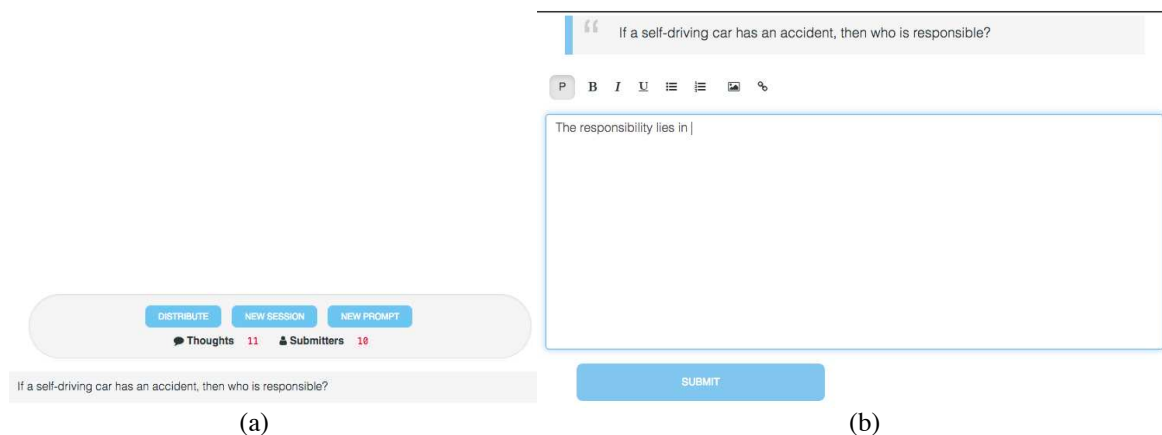 DISTRIBUTE NEW SESSION NEW PROMPT
Thoughts 11 Submitters 10
If a self-driving car has an accident, then who is responsible?
(a)
“ If a self-driving car has an accident, then who is responsible?
P B I U
The responsibility lies in
SUBMIT
(b)